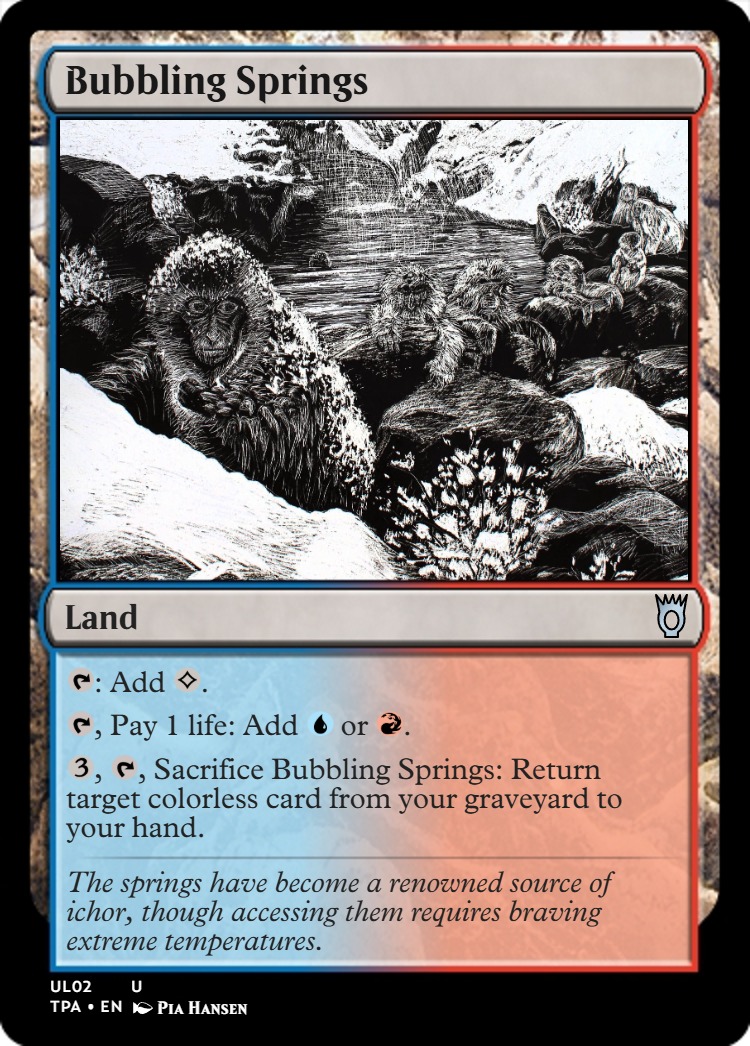 Bubbling Springs
Land
: Add .
, Pay 1 life: Add or .
3, , Sacrifice Bubbling Springs: Return
target colorless card from your graveyard to
your hand.
The springs have become a renowned source of
ichor, though accessing them requires braving
extreme temperatures.
UL02 U
TPA • EN Pia Hansen